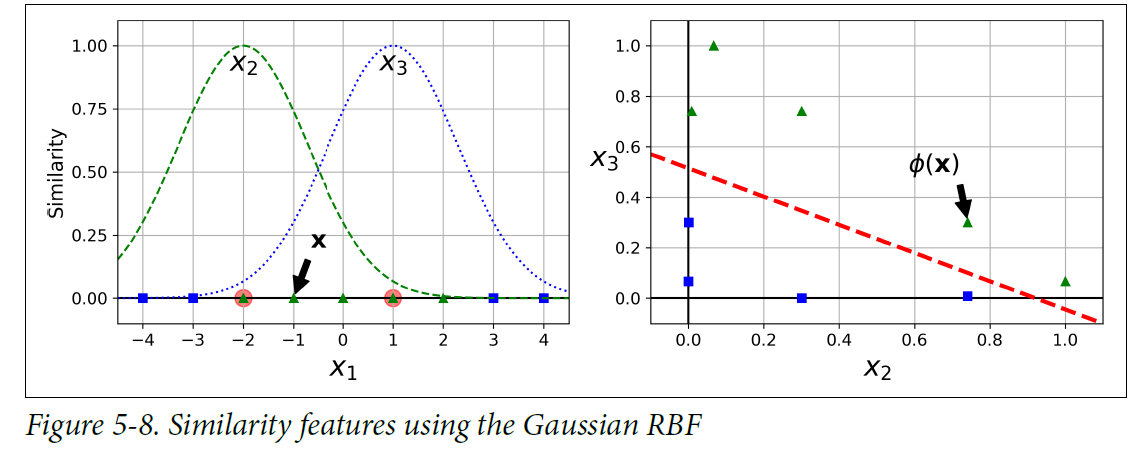 1.00
0.75
0.50
0.25
0.00
Similarity
x2
x3
x
−4 −3 −2 −1 0 1 2 3 4
x1
1.0
0.8
0.6
0.4
0.2
0.0
x3
ϕ(x)
0.0 0.2 0.4 0.6 0.8 1.0
x2
Figure 5-8. Similarity features using the Gaussian RBF